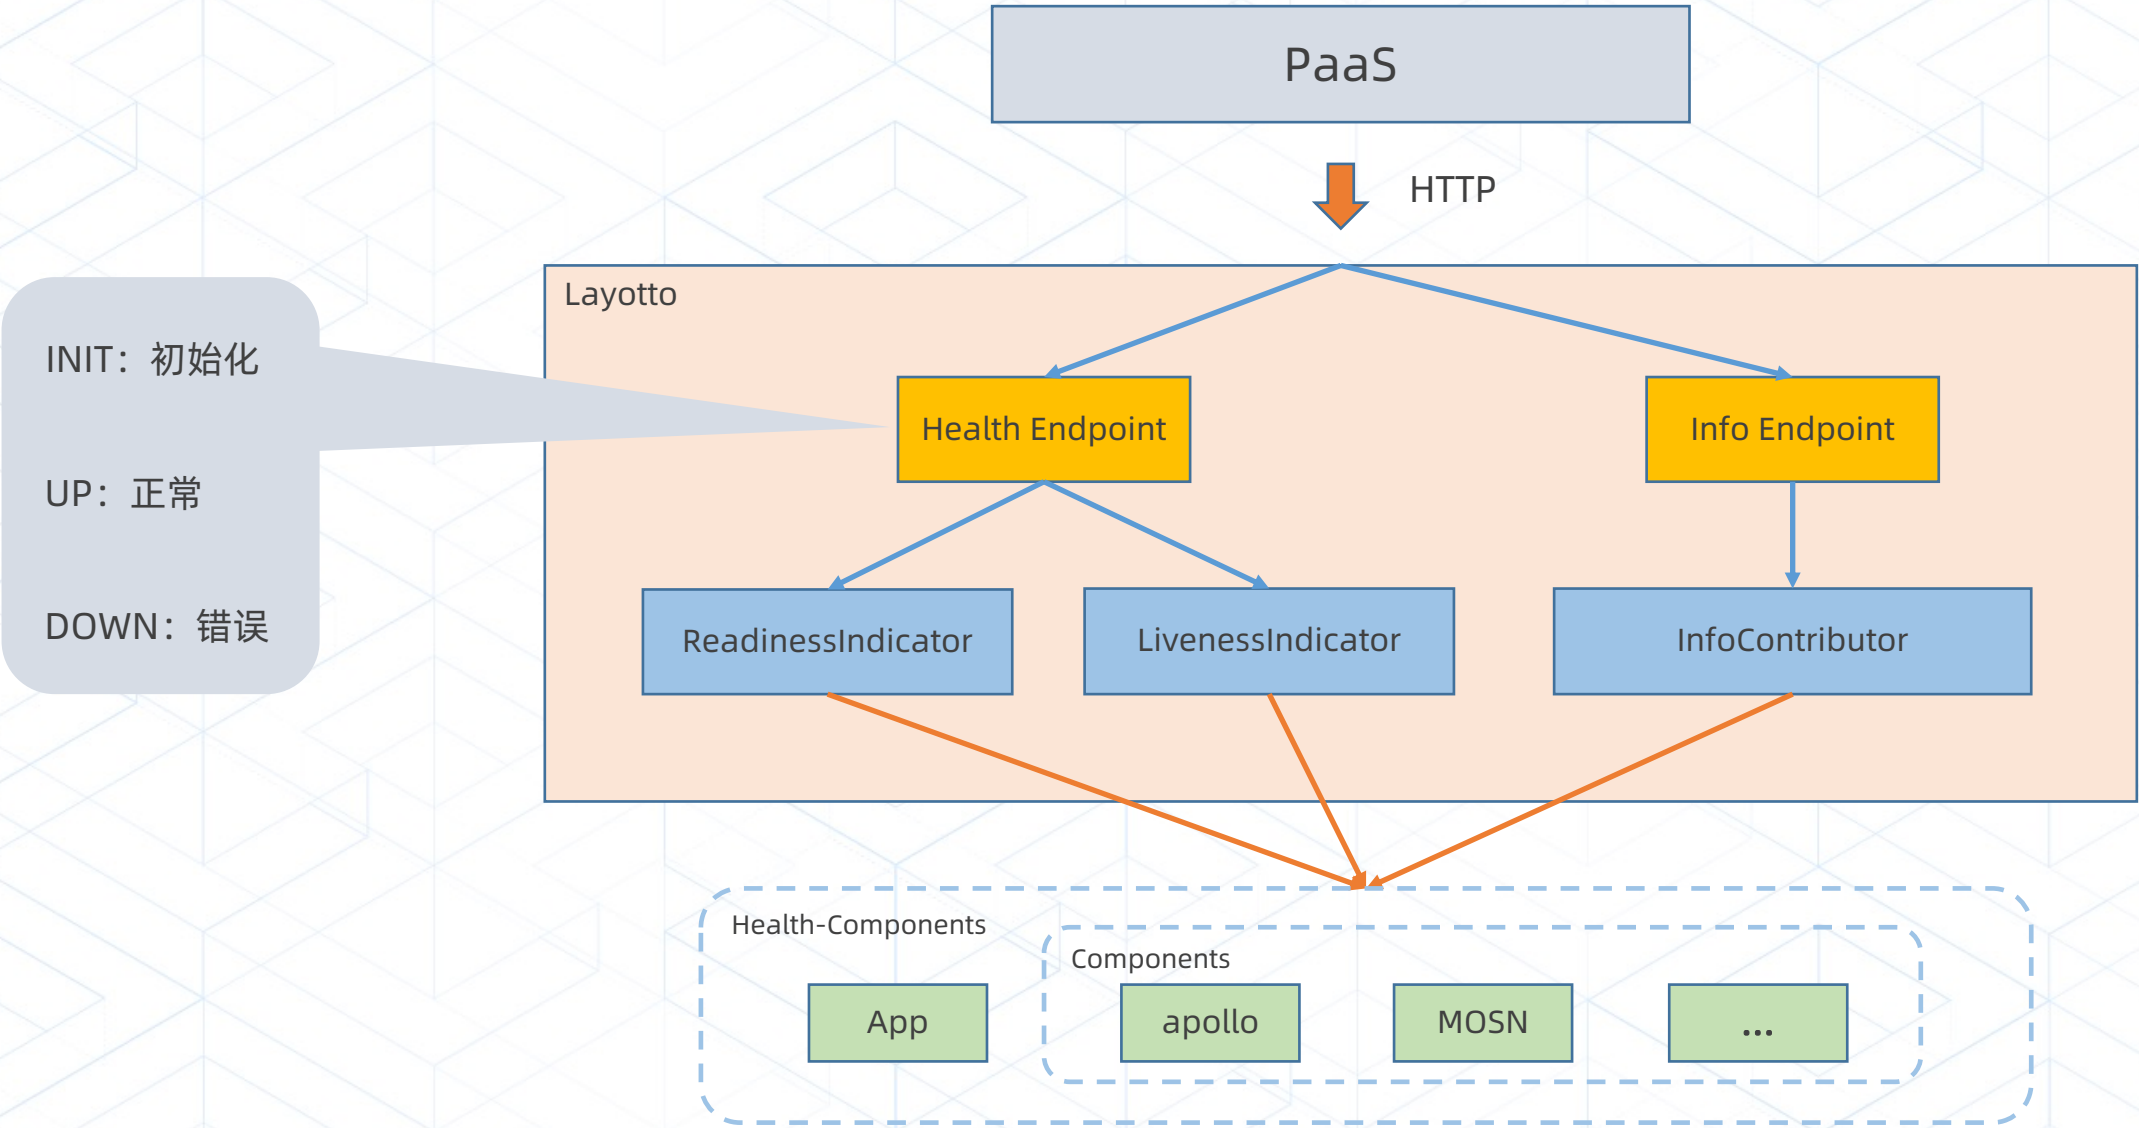 PaaS
HTTP
Layotto
INIT：初始化
UP：正常
DOWN：错误
Health Endpoint
Info Endpoint
ReadinessIndicator
LivenessIndicator
InfoContributor
Health-Components
Components
App
apollo
MOSN
...